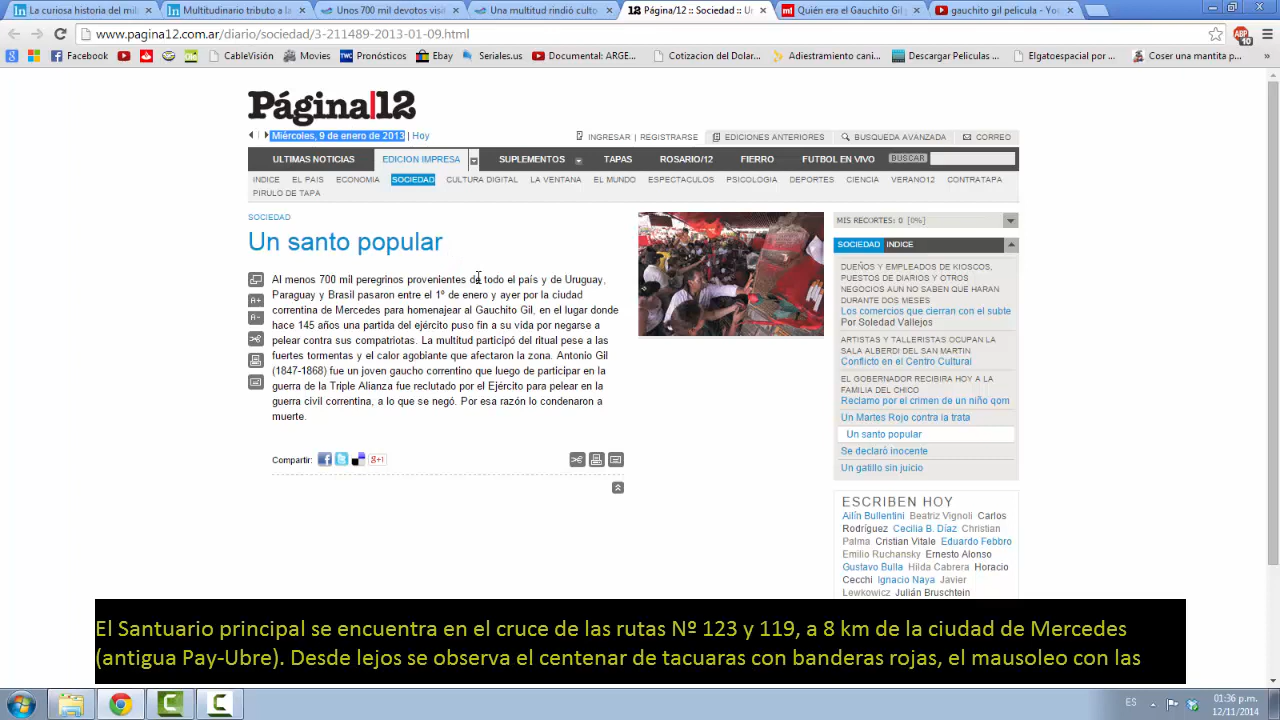 La curiosa historia del mi
Multitudinario tributo a la
Unos 700 mil devotos visit
Una multitud rindió culto
12 Página/12 :: Sociedad :: Un
Quién era el Gauchito Gil
gauchito gil pelicula - You
www.pagina12.com.ar/diario/sociedad/3-211489-2013-01-09.html
Facebook
CableVisión
Movies
Pronósticos
Ebay
Seriales.us
Documental: ARGE...
Cotizacion del Dolar...
Adiestramiento cani...
Descargar Peliculas...
Elgatoespacial por t...
Coser una mantita p...
»
Página|12
Miércoles, 9 de enero de 2013 | Hoy
INGRESAR | REGISTRARSE
EDICIONES ANTERIORES
BUSQUEDA AVANZADA
CORREO
ULTIMAS NOTICIAS
EDICION IMPRESA
SUPLEMENTOS
TAPAS
ROSARIO/12
FIERRO
FUTBOL EN VIVO
BUSCAR
INDICE
EL PAIS
ECONOMIA
SOCIEDAD
CULTURA DIGITAL
LA VENTANA
EL MUNDO
ESPECTACULOS
PSICOLOGIA
DEPORTES
CIENCIA
VERANO12
CONTRATAPA
PIRULO DE TAPA
SOCIEDAD
Un santo popular
A+
A-
Al menos 700 mil peregrinos provenientes de todo el país y de Uruguay,
Paraguay y Brasil pasaron entre el 1º de enero y ayer por la ciudad
correntina de Mercedes para homenajear al Gauchito Gil, en el lugar donde
hace 145 años una partida del ejército puso fin a su vida por negarse a
pelear contra sus compatriotas. La multitud participó del ritual pese a las
fuertes tormentas y el calor agobiante que afectaron la zona. Antonio Gil
(1847-1868) fue un joven gaucho correntino que luego de participar en la
guerra de la Triple Alianza fue reclutado por el Ejército para pelear en la
guerra civil correntina, a lo que se negó. Por esa razón lo condenaron a
muerte.
Compartir:
g+1
MIS RECORTES: 0 [0%]
SOCIEDAD INDICE
DUEÑOS Y EMPLEADOS DE KIOSCOS,
PUESTOS DE DIARIOS Y OTROS
NEGOCIOS AUN NO SABEN QUE HARAN
DURANTE DOS MESES
Los comercios que cierran con el subte
Por Soledad Vallejos
ARTISTAS Y TALLERISTAS OCUPAN LA
SALA ALBERDI DEL SAN MARTIN
Conflicto en el Centro Cultural
EL GOBERNADOR RECIBIRA HOY A LA
FAMILIA DEL CHICO
Reclamo por el crimen de un niño qom
Un Martes Rojo contra la trata
Un santo popular
Se declaró inocente
Un gatillo sin juicio
ESCRIBEN HOY
Ailín Bullentini Beatriz Vignoli Carlos
Rodríguez Cecilia B. Díaz Christian
Palma Cristian Vitale Eduardo Febbro
Emilio Ruchansky Ernesto Alonso
Gustavo Bulla Hilda Cabrera Horacio
Cecchi Ignacio Naya Javier
Lewkowicz Julián Bruschtein
El Santuario principal se encuentra en el cruce de las rutas Nº 123 y 119, a 8 km de la ciudad de Mercedes
(antigua Pay-Ubre). Desde lejos se observa el centenar de tacuaras con banderas rojas, el mausoleo con las
ES
01:36 p.m.
12/11/2014